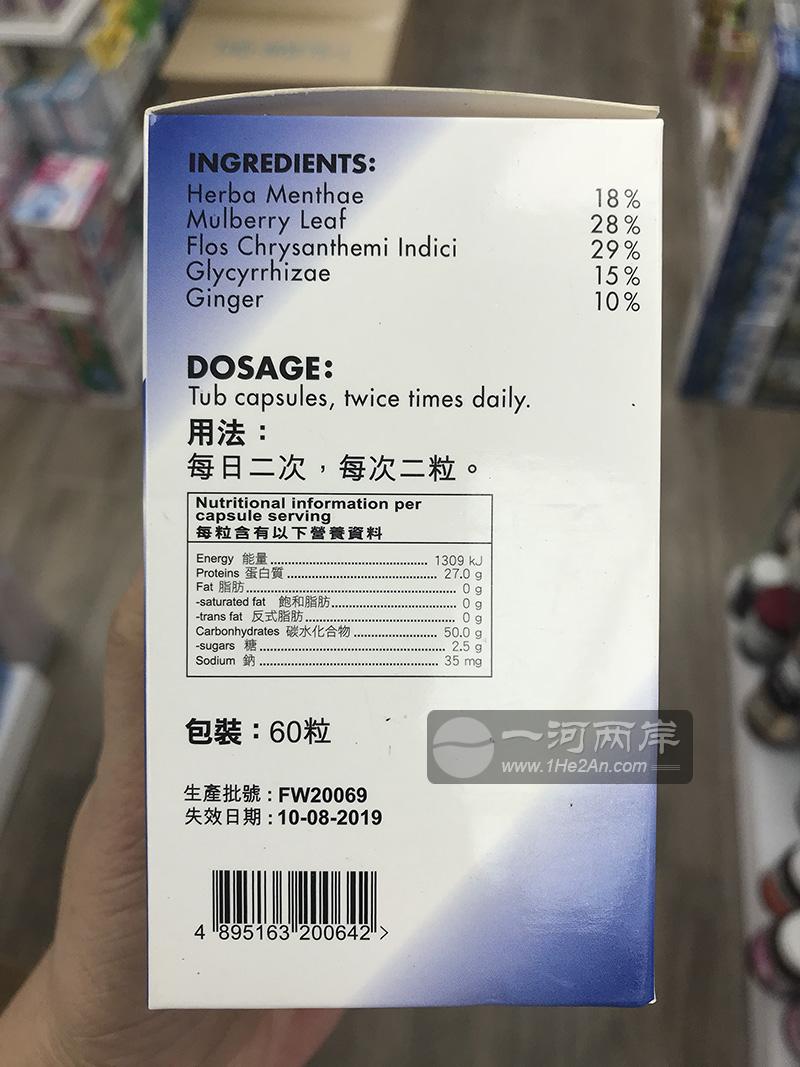 INGREDIENTS:
Herba Menthae 18%
Mulberry Leaf 28%
Flos Chrysanthemi Indici 29%
Glycyrrhizae 15%
Ginger 10%
DOSAGE:
Tub capsules, twice times daily.
用法：
每日二次，每次二粒。
Nutritional information per
capsule serving
每粒含有以下營養資料
Energy 能量 1309 kJ
Proteins 蛋白質 27.0 g
Fat 脂肪 0 g
-saturated fat 飽和脂肪 0 g
-trans fat 反式脂肪 0 g
Carbonhydrates 碳水化合物 50.0 g
-sugars 糖 2.5 g
Sodium 鈉 35 mg
包裝：60粒
一河两岸
www.1He2An.com
生產批號：FW20069
失效日期：10-08-2019
4 895163 200642 >